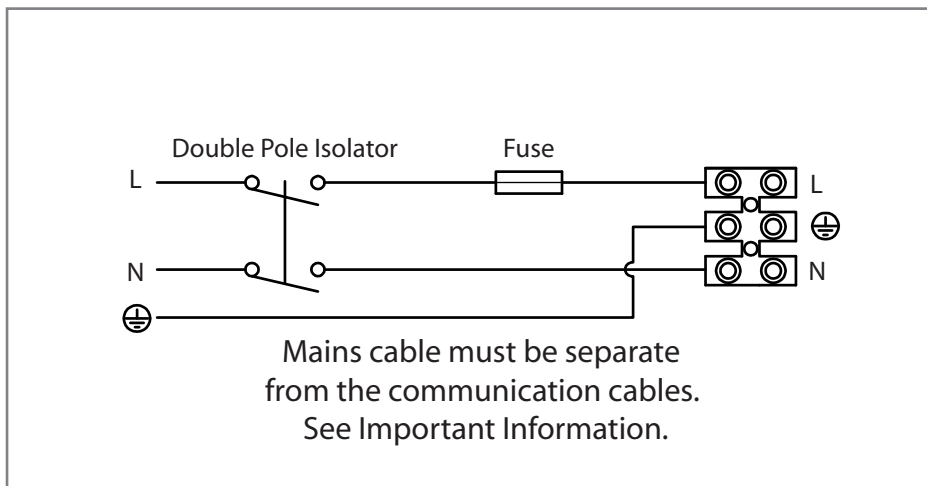 Double Pole Isolator
Fuse
L
L
N
N
Mains cable must be separate
from the communication cables.
See Important Information.